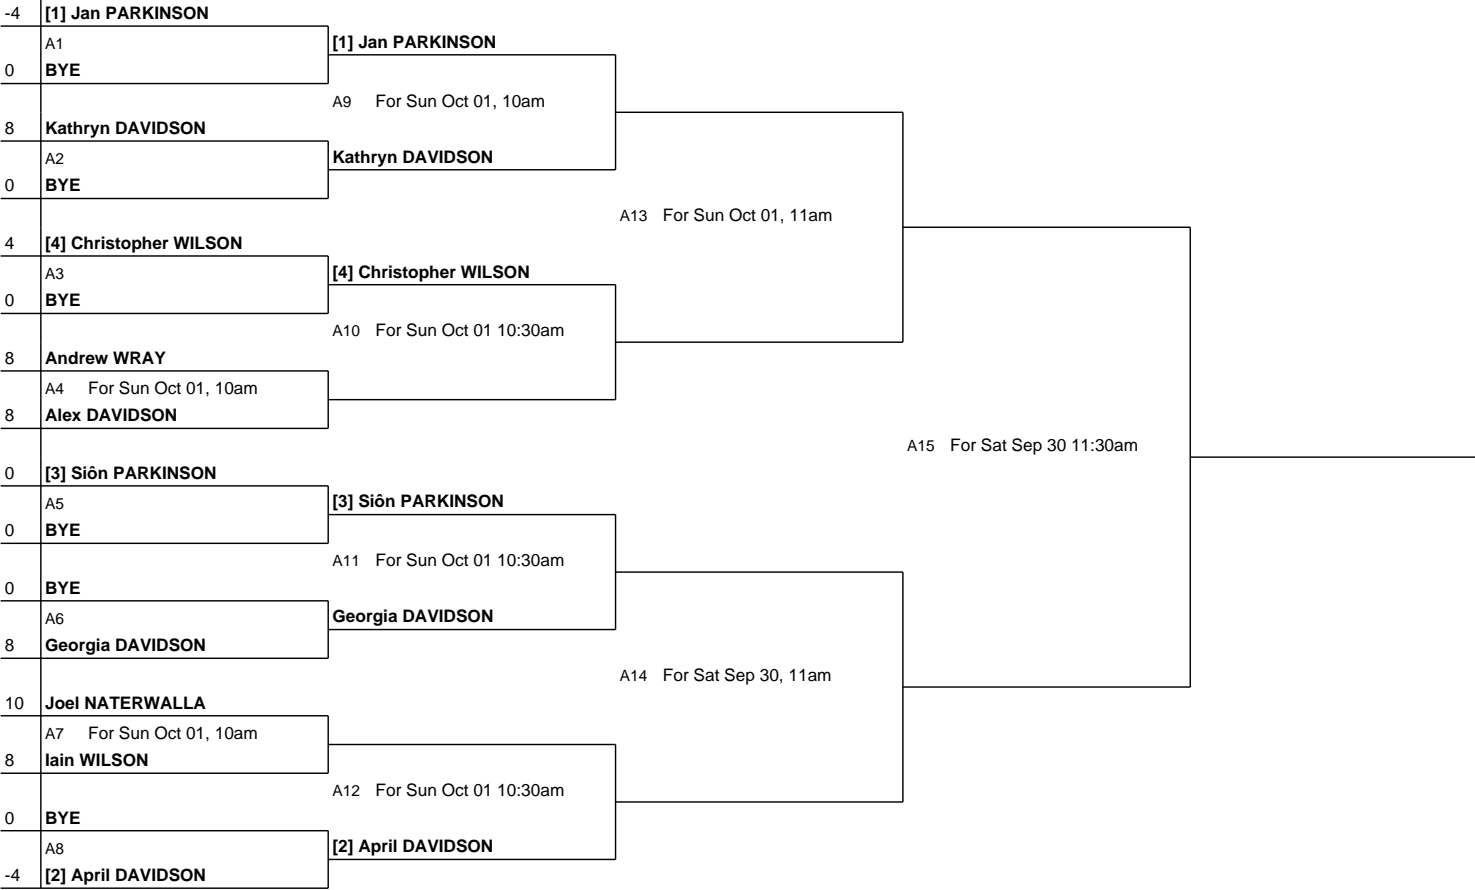 -4 [1] Jan PARKINSON
A1 [1] Jan PARKINSON
0 BYE
A9 For Sun Oct 01, 10am
8 Kathryn DAVIDSON
A2 Kathryn DAVIDSON
0 BYE
A13 For Sun Oct 01, 11am
4 [4] Christopher WILSON
A3 [4] Christopher WILSON
0 BYE
A10 For Sun Oct 01 10:30am
8 Andrew WRAY
A4 For Sun Oct 01, 10am
8 Alex DAVIDSON
A15 For Sat Sep 30 11:30am
0 [3] Siôn PARKINSON
A5 [3] Siôn PARKINSON
0 BYE
A11 For Sun Oct 01 10:30am
0 BYE
A6 Georgia DAVIDSON
8 Georgia DAVIDSON
A14 For Sat Sep 30, 11am
10 Joel NATERWALLA
A7 For Sun Oct 01, 10am
8 Iain WILSON
A12 For Sun Oct 01 10:30am
0 BYE
A8 [2] April DAVIDSON
-4 [2] April DAVIDSON